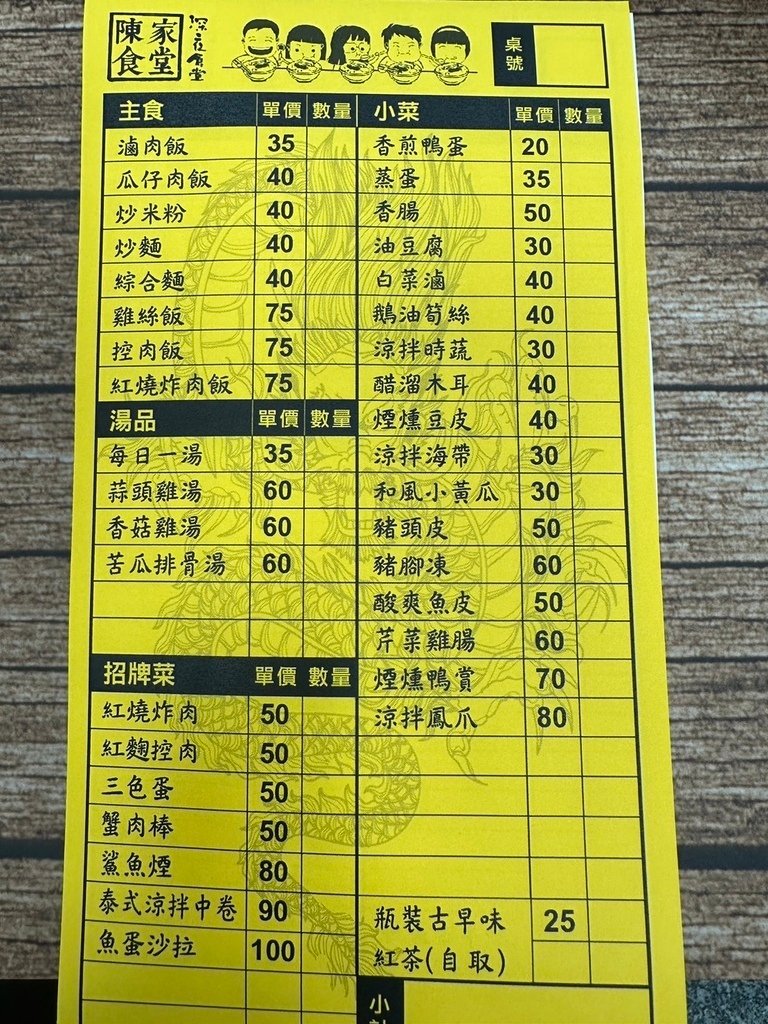 陳家食堂
深夜食堂
桌號
主食 單價 數量
滷肉飯 35
瓜仔肉飯 40
炒米粉 40
炒麵 40
綜合麵 40
雞絲飯 75
控肉飯 75
紅燒炸肉飯 75
湯品 單價 數量
每日一湯 35
蒜頭雞湯 60
香菇雞湯 60
苦瓜排骨湯 60
招牌菜 單價 數量
紅燒炸肉 50
紅麴控肉 50
三色蛋 50
蟹肉棒 50
鯊魚煙 80
泰式涼拌中卷 90
魚蛋沙拉 100
小菜 單價 數量
香煎鴨蛋 20
蒸蛋 35
香腸 50
油豆腐 30
白菜滷 40
鵝油筍絲 40
涼拌時蔬 30
醋溜木耳 40
煙燻豆皮 40
涼拌海帶 30
和風小黃瓜 30
豬頭皮 50
豬腳凍 60
酸爽魚皮 50
芹菜雞腸 60
煙燻鴨賞 70
涼拌鳳爪 80
瓶裝古早味 25
紅茶(自取)
小